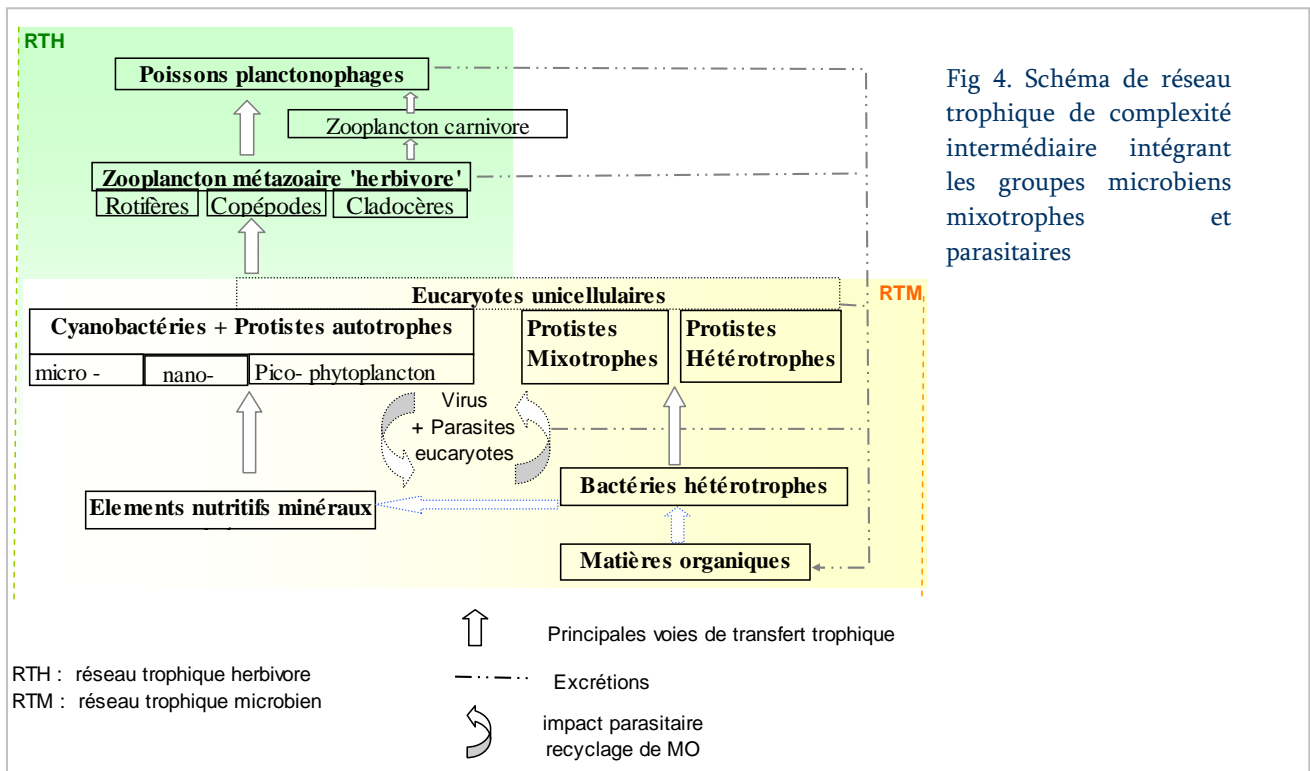 RTH
Poissons planctonophages
Zooplancton carnivore
Zooplancton métazoaire 'herbivore'
Rotifères
Copépodes
Cladocères
Fig 4. Schéma de réseau
trophique de complexité
intermédiaire intégrant
les groupes microbiens
mixotrophes et
parasitaires
Eucaryotes unicellulaires
RTM
Cyanobactéries + Protistes autotrophes
micro -
nano-
Pico- phytoplancton
Protistes
Mixotrophes
Protistes
Hétérotrophes
Virus
+ Parasites
eucaryotes
Elements nutritifs minéraux
Bactéries hétérotrophes
Matières organiques
Principales voies de transfert trophique
RTH : réseau trophique herbivore
RTM : réseau trophique microbien
Excrétions
impact parasitaire
recyclage de MO